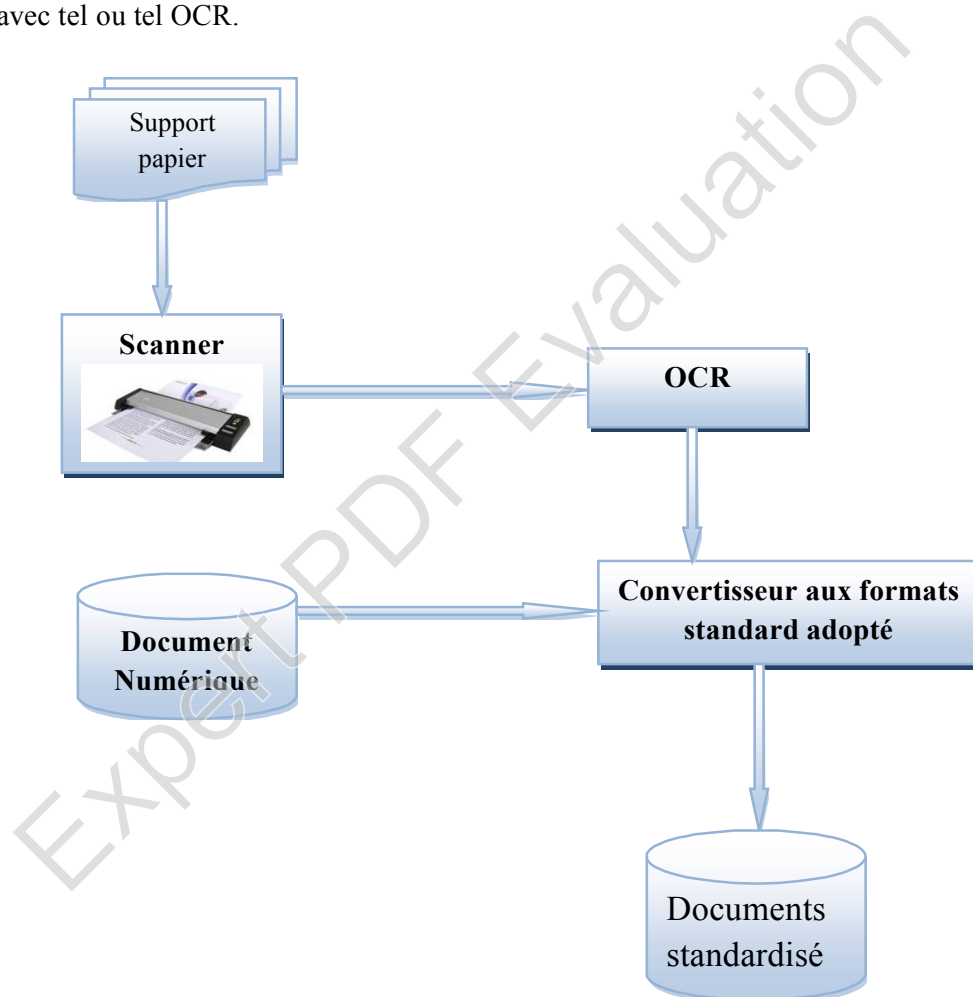 avec tel ou tel OCR.
Support
papier
Scanner
OCR
Convertisseur aux formats
standard adopté
Document
Numérique
Documents
standardisé
Expert PDF Evaluation